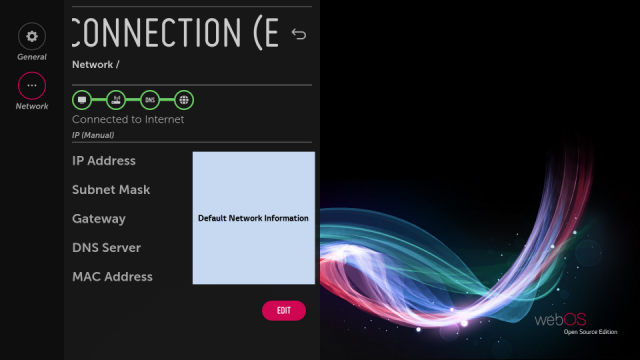 CONNECTION (E
General
Network /
Network
DNS
Connected to Internet
IP (Manual)
IP Address
Subnet Mask
Default Network Information
Gateway
DNS Server
MAC Address
EDIT
webOS
Open Source Edition